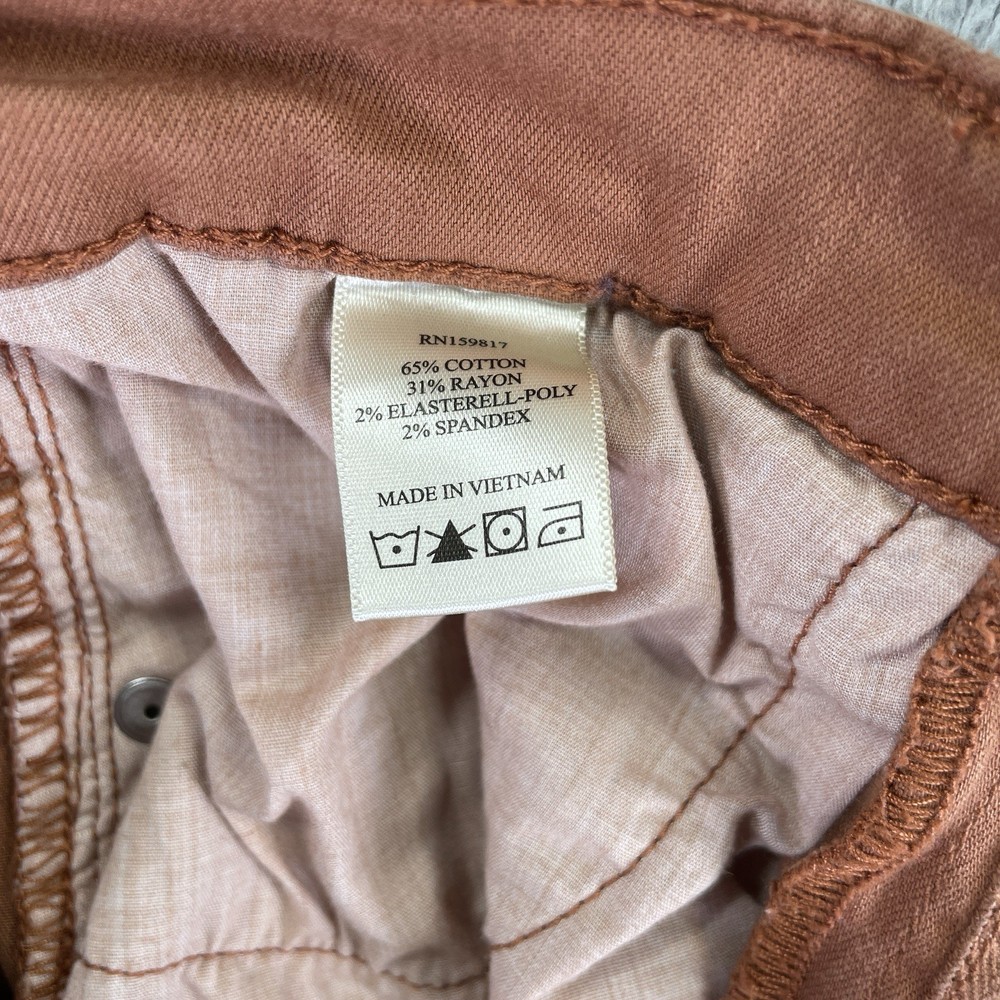 RN159817
65% COTTON
31% RAYON
2% ELASTERELL-POLY
2% SPANDEX
MADE IN VIETNAM